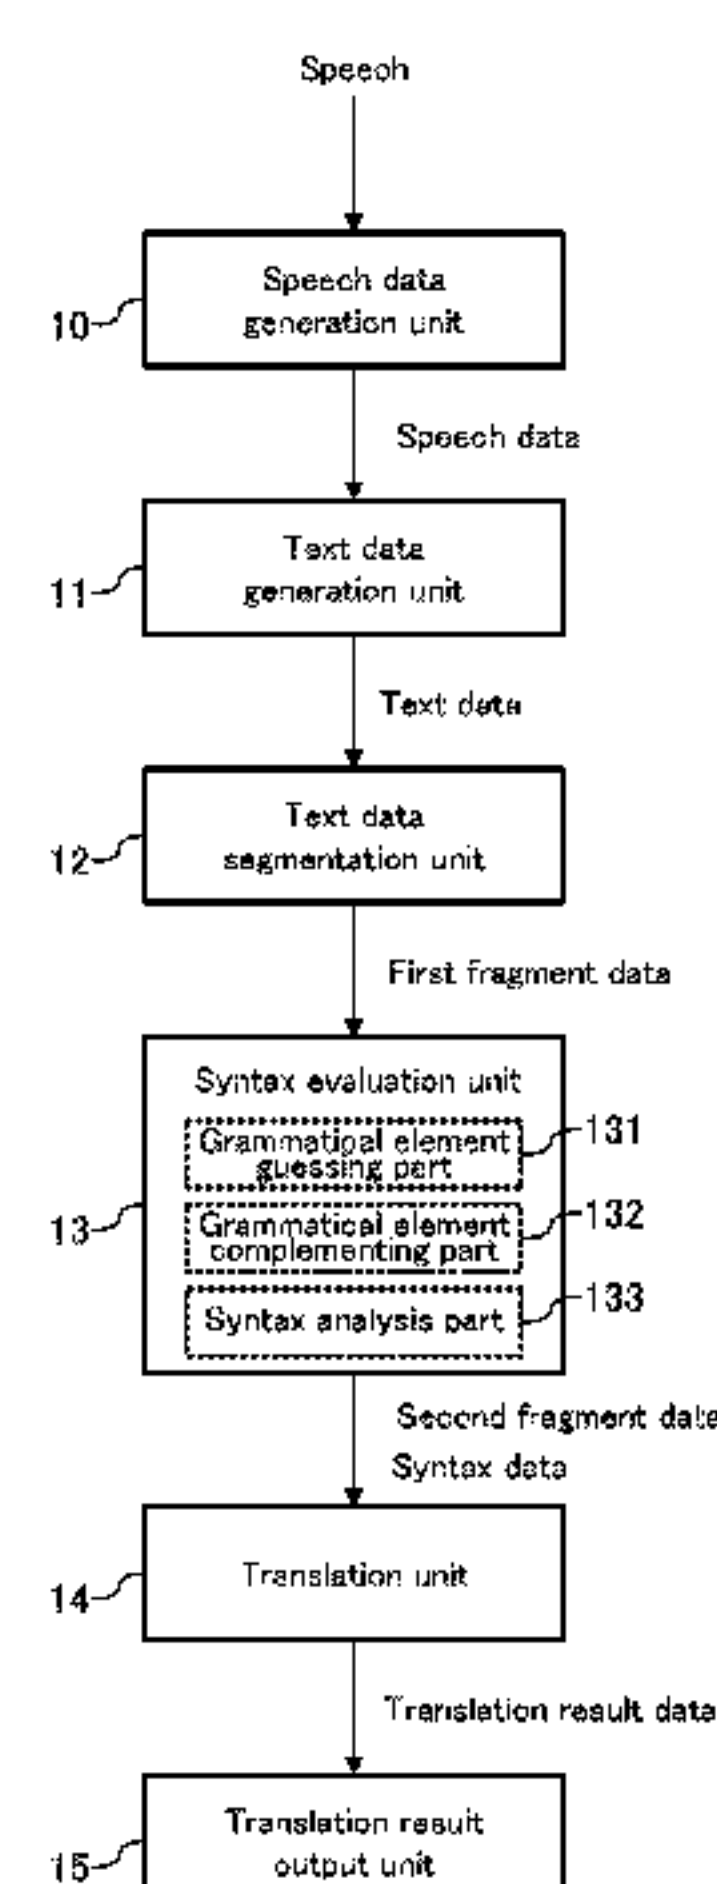 Speech
Speech data
generation unit
10
Speech data
Text data
generation unit
11
Text data
Text data
segmentation unit
12
First fragment data
Syntax evaluation unit
Grammatical element
guessing part
131
Grammatical element
complementing part
132
13
Syntax analysis part
133
Second fragment data
Syntax data
Translation unit
14
Translation result data
Translation result
output unit
15